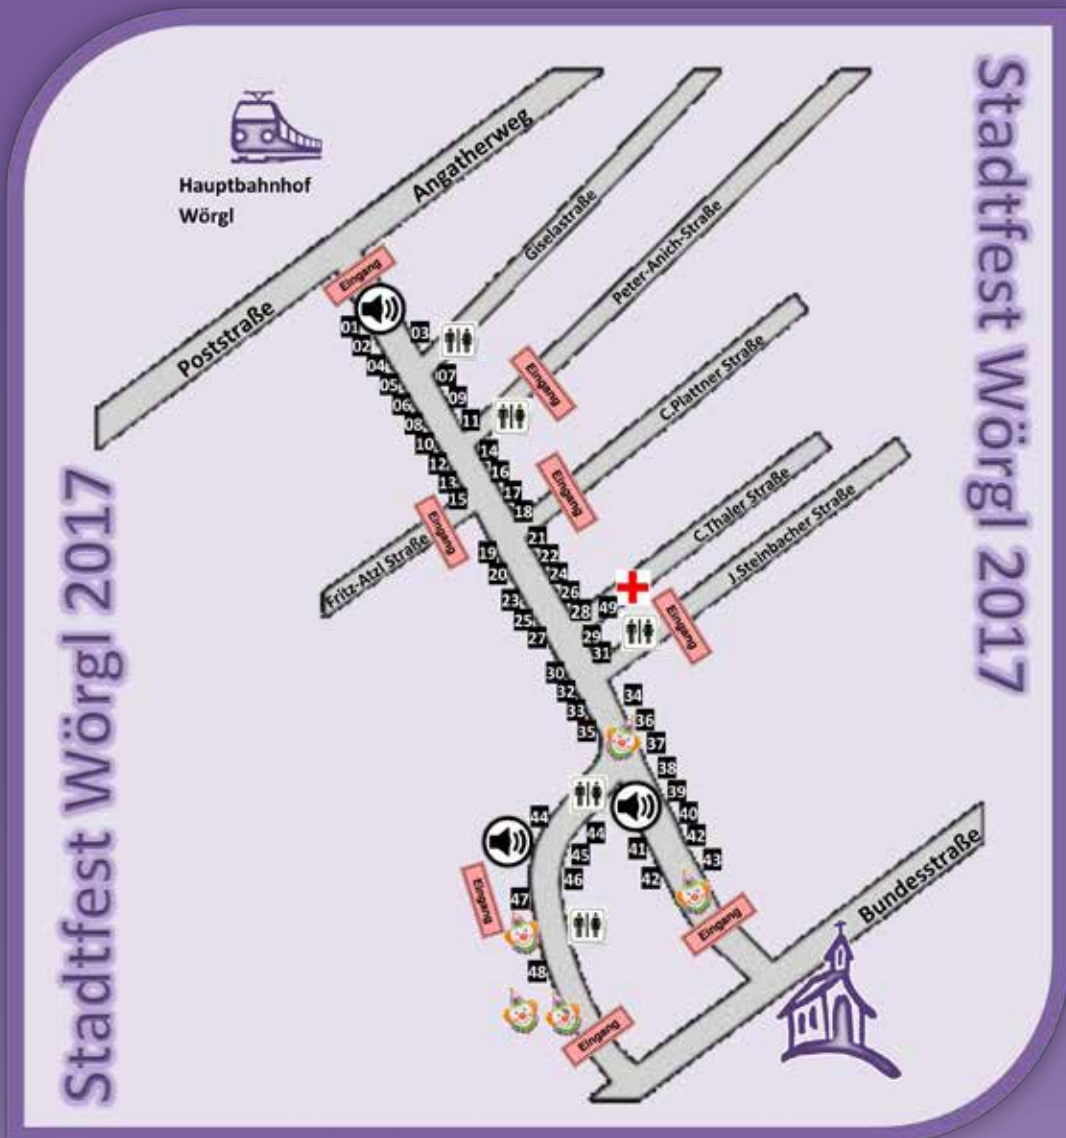 Stadtfest Wörgl 2017
Stadtfest Wörgl 2017
Hauptbahnhof
Wörgl
Angatherweg
Poststraße
Giselastraße
Peter-Anich-Straße
C.Plattner Straße
C.Thaler Straße
J.Steinbacher Straße
Fritz-Atzl Straße
Bundesstraße
Eingang
Eingang
Eingang
Eingang
Eingang
Eingang
Eingang
Eingang
01
03
02
04
05
07
06
09
08
11
10
14
12
16
13
17
15
18
19
21
22
20
24
26
23
28
49
25
27
29
31
30
32
34
33
36
35
37
38
39
40
44
44
42
41
45
43
46
42
47
48